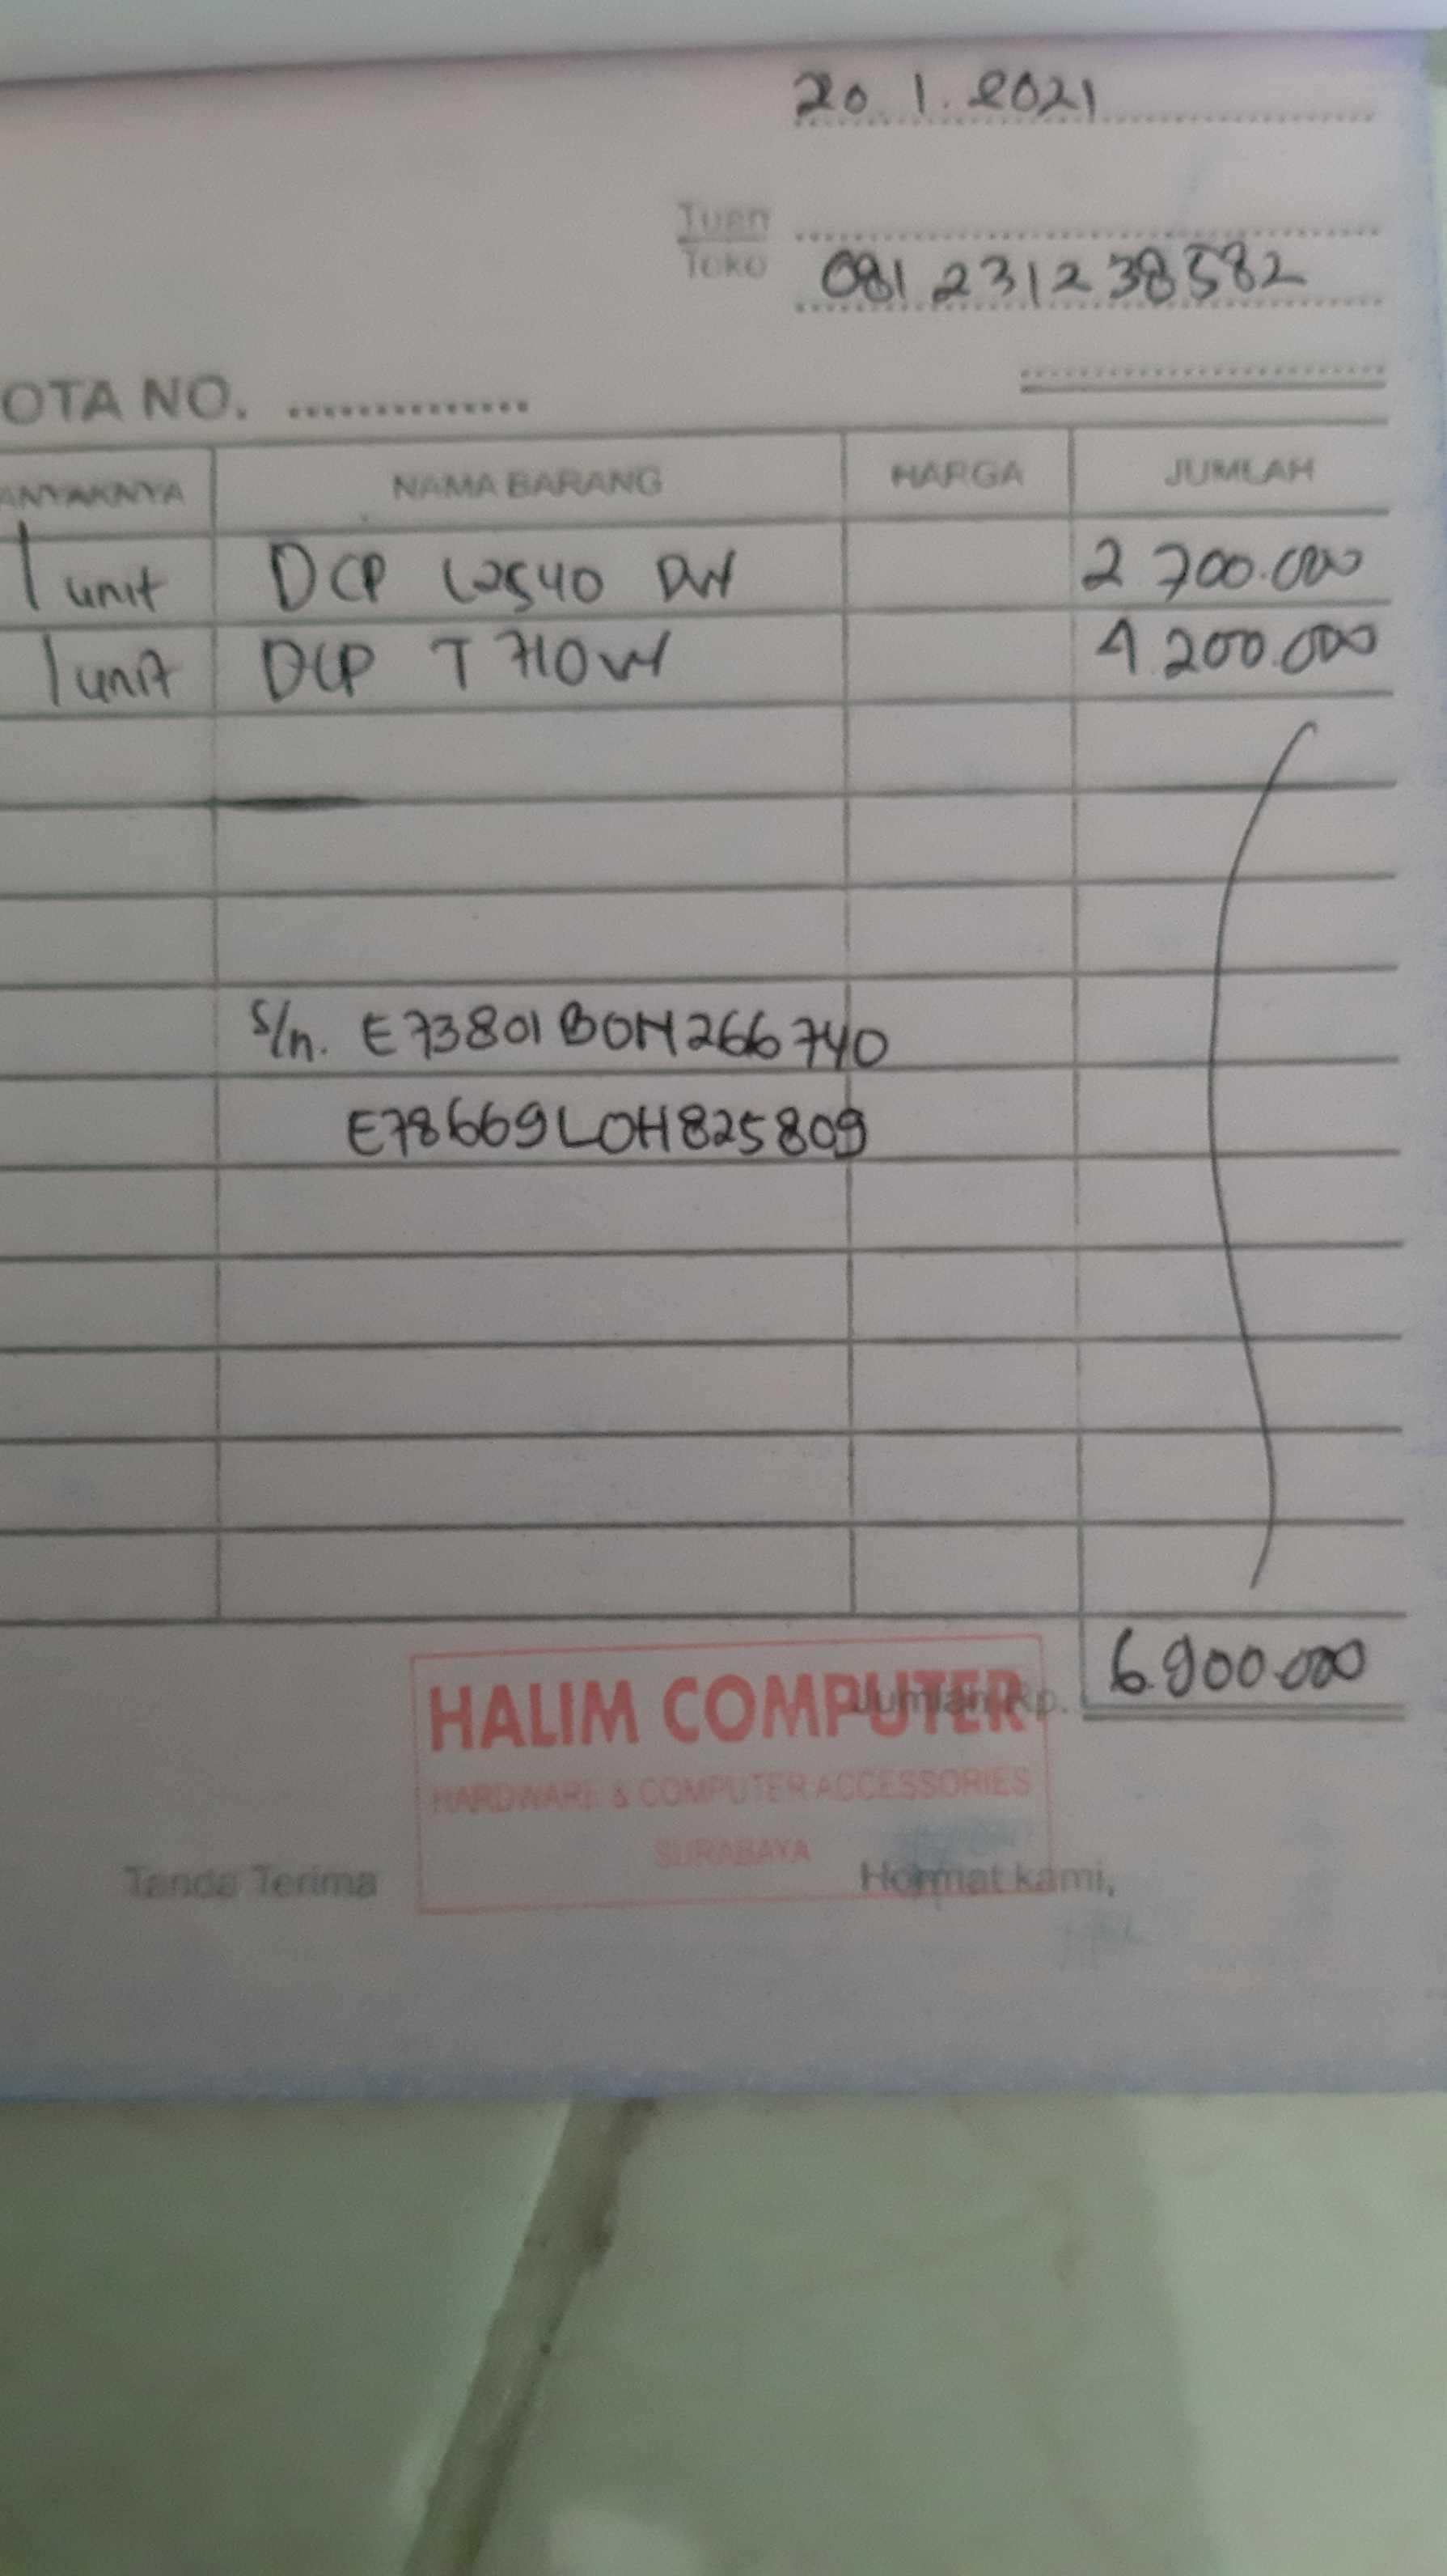 20.1.2021
Tuan
Toko 081231238582
OTA NO. ..............
ANYAKNYA NAMA BARANG HARGA JUMLAH
1 unit DCP L2540 DW 2.700.000
1 unit DCP T710W 4.200.000
S/n. E73801B0H266740
E78669L0H825809
Jumlah Rp. 6.900.000
HALIM COMPUTER
HARDWARE & COMPUTER ACCESSORIES
SURABAYA
Tanda Terima Hormat kami,